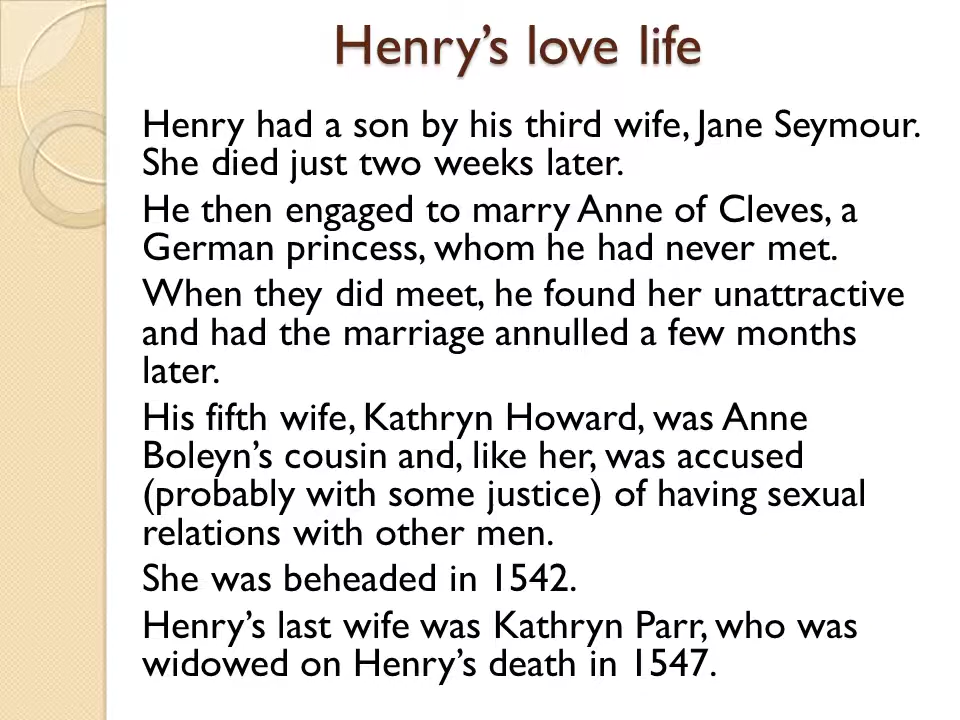 Henry’s love life
Henry had a son by his third wife, Jane Seymour.
She died just two weeks later.
He then engaged to marry Anne of Cleves, a
German princess, whom he had never met.
When they did meet, he found her unattractive
and had the marriage annulled a few months
later.
His fifth wife, Kathryn Howard, was Anne
Boleyn’s cousin and, like her, was accused
(probably with some justice) of having sexual
relations with other men.
She was beheaded in 1542.
Henry’s last wife was Kathryn Parr, who was
widowed on Henry’s death in 1547.